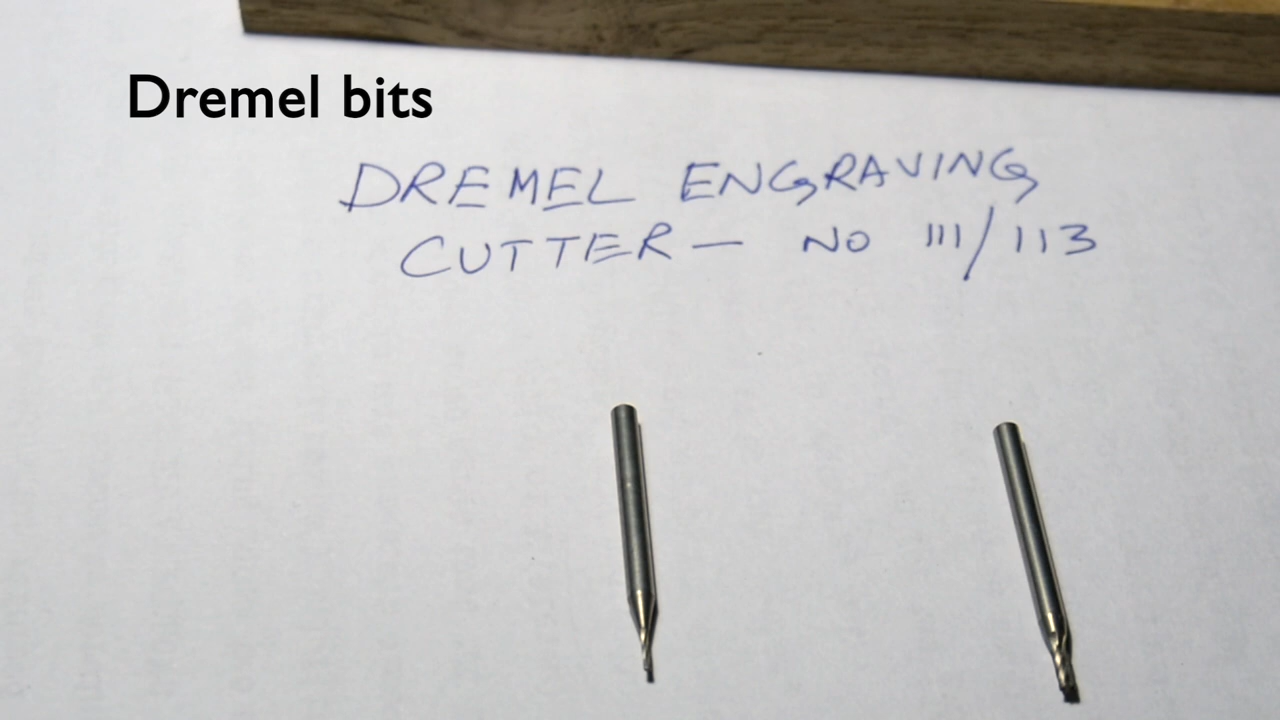 Dremel bits
DREMEL ENGRAVING
CUTTER — NO 111/113